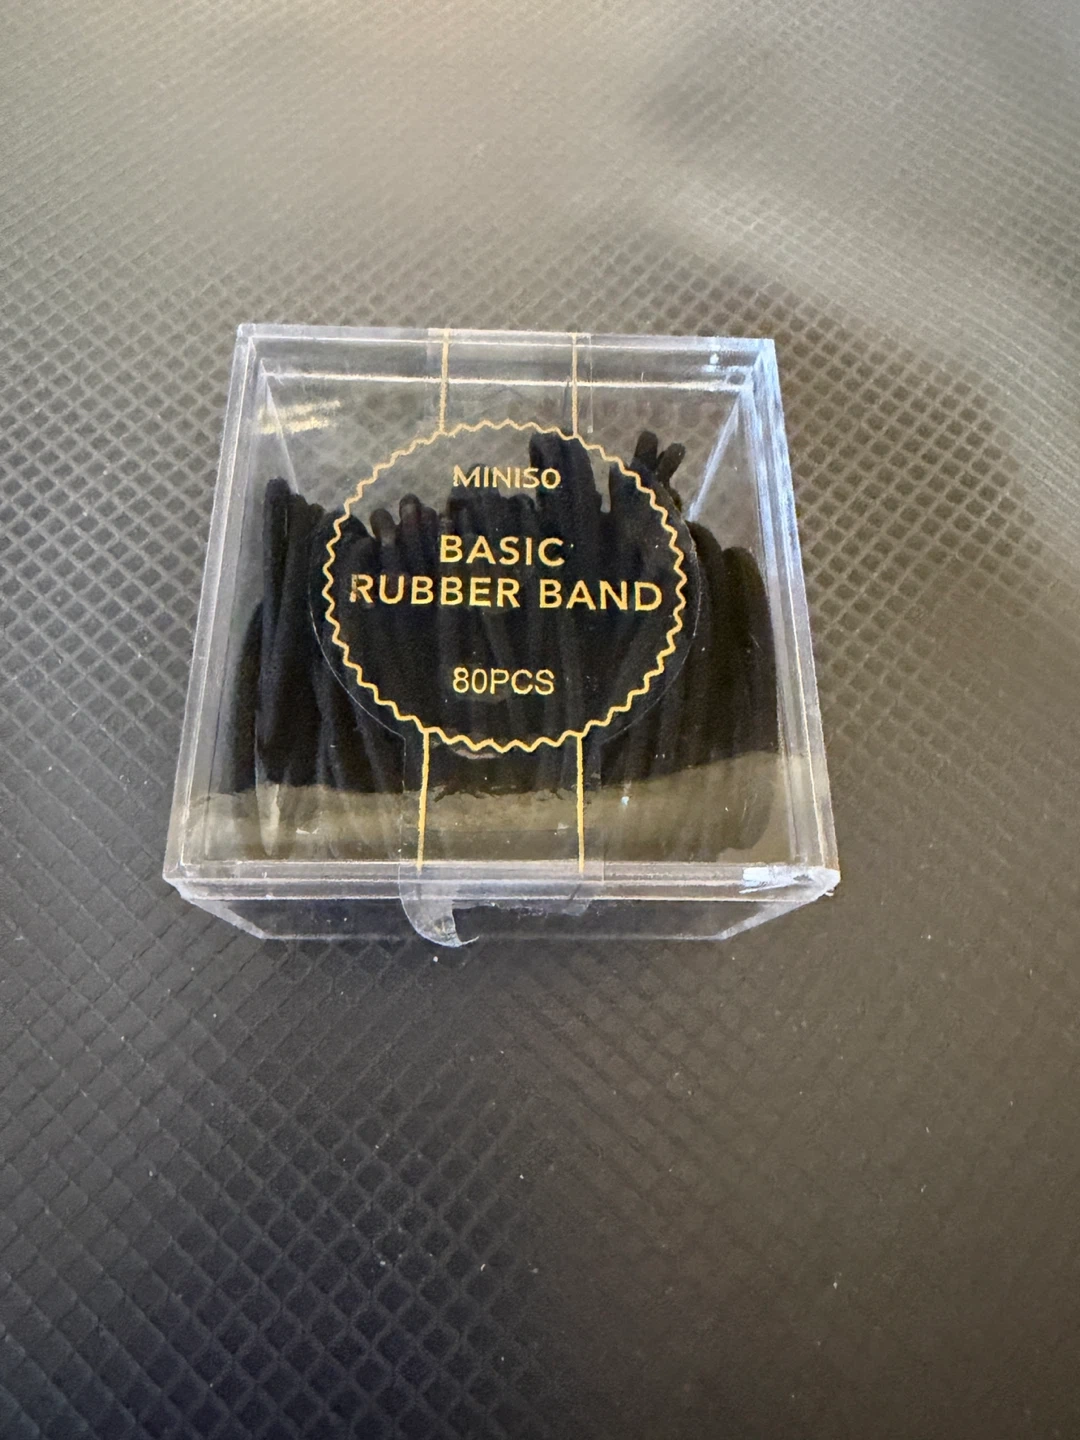 MINISO
BASIC
RUBBER BAND
80PCS